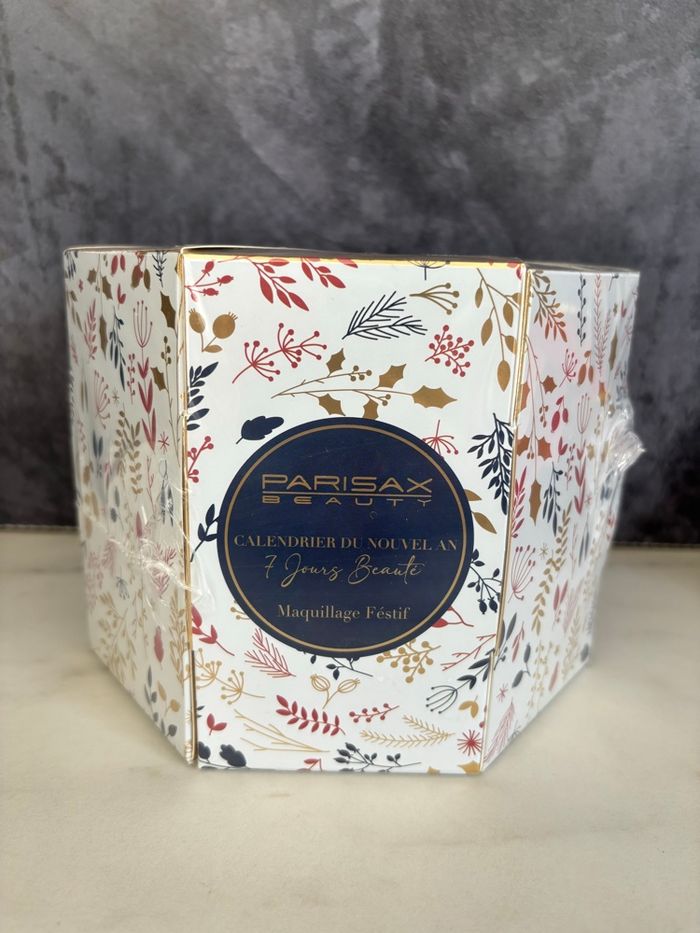 PARISAX
BEAUTY
CALENDRIER DU NOUVEL AN
7 Jours Beauté
Maquillage Féstif